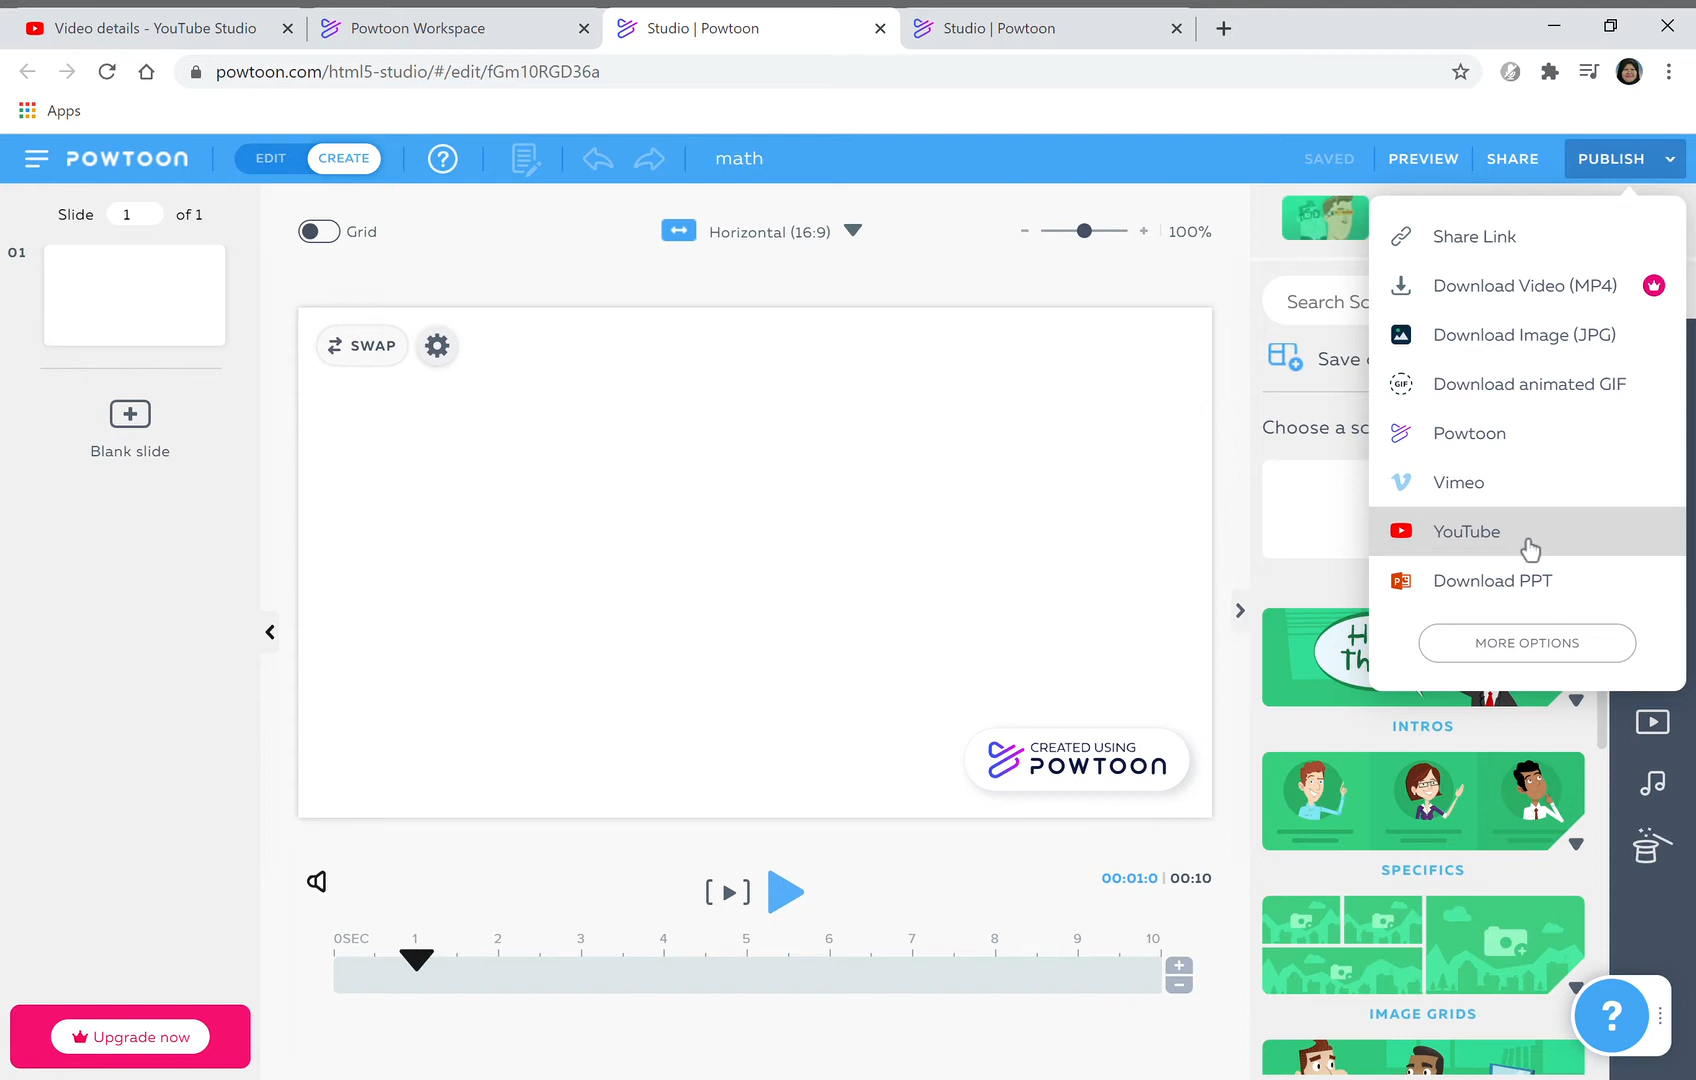 Video details - YouTube Studio
Powtoon Workspace
Studio | Powtoon
Studio | Powtoon
powtoon.com/html5-studio/#/edit/fGm10RGD36a
Apps
POWTOON
EDIT
CREATE
?
math
SAVED
PREVIEW
SHARE
PUBLISH
Slide 1 of 1
01
Blank slide
Grid
Horizontal (16:9)
100%
SWAP
CREATED USING
POWTOON
Search Sc
Save
Choose a sc
Share Link
Download Video (MP4)
Download Image (JPG)
GIF
Download animated GIF
Powtoon
Vimeo
YouTube
Download PPT
MORE OPTIONS
H
Th
INTROS
SPECIFICS
IMAGE GRIDS
00:01:0 | 00:10
0SEC 1 2 3 4 5 6 7 8 9 10
Upgrade now
?